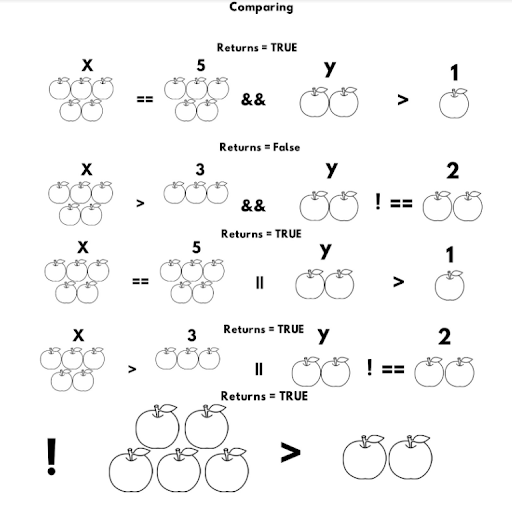 Comparing
Returns = TRUE
X 5 y 1
== && >
Returns = False
X 3 y 2
> && ! ==
Returns = TRUE
X 5 y 1
== || >
Returns = TRUE
X 3 y 2
> || ! ==
Returns = TRUE
! >